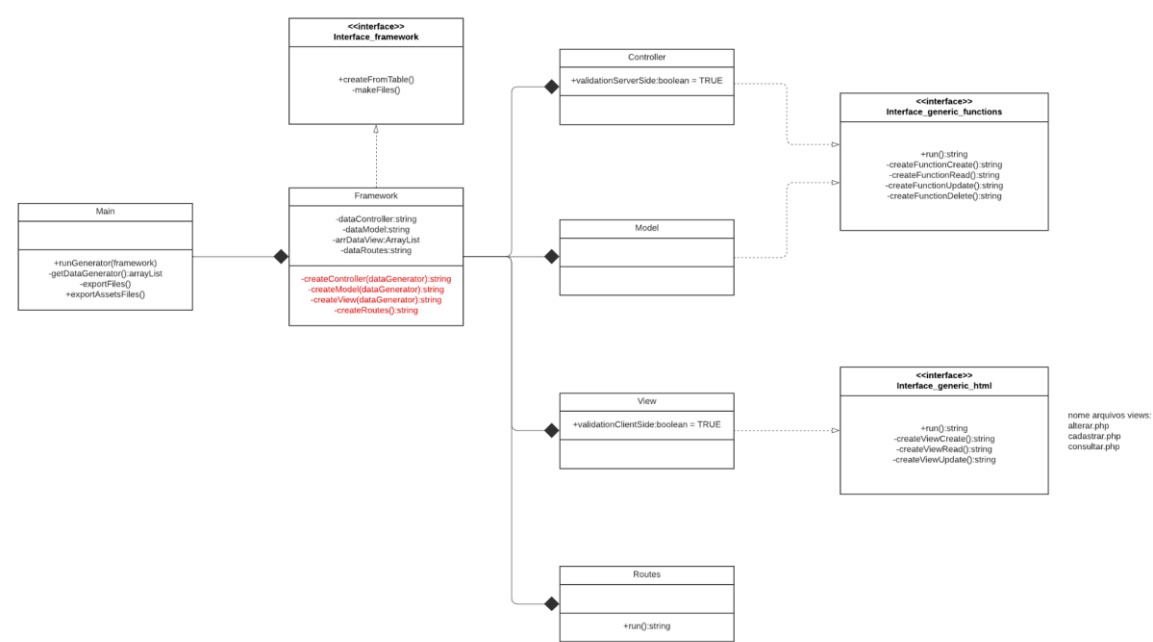 <<interface>>
Interface_framework
+createFromTable()
-makeFiles()
Controller
+validationServerSide:boolean = TRUE
<<interface>>
Interface_generic_functions
+run():string
-createFunctionCreate():string
-createFunctionRead():string
-createFunctionUpdate():string
-createFunctionDelete():string
Main
+runGenerator(framework)
-getDataGenerator():arrayList
-exportFiles()
+exportAssetsFiles()
Framework
-dataController:string
-dataModel:string
-arrDataView:ArrayList
-dataRoutes:string
-createController(dataGenerator):string
-createModel(dataGenerator):string
-createView(dataGenerator):string
-createRoutes():string
Model
View
+validationClientSide:boolean = TRUE
<<interface>>
Interface_generic_html
+run():string
-createViewCreate():string
-createViewRead():string
-createViewUpdate():string
nome arquivos views:
alterar.php
cadastrar.php
consultar.php
Routes
+run():string